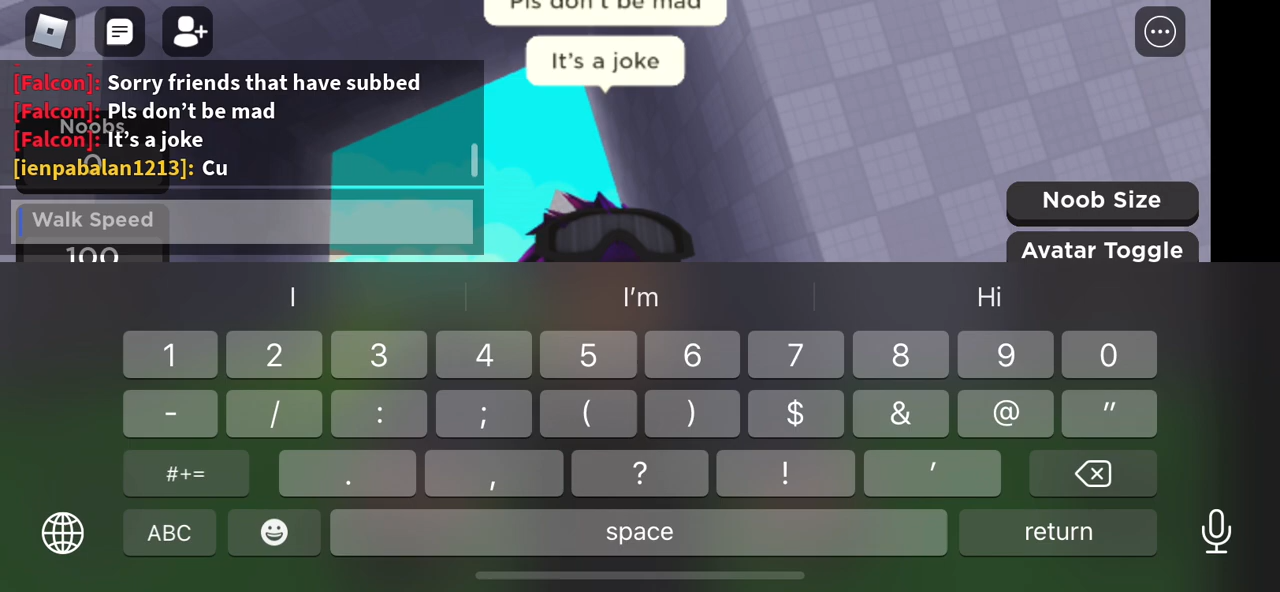 Pls don't be mad
It's a joke
[Falcon]: Sorry friends that have subbed
[Falcon]: Pls don't be mad
Noobs
[Falcon]: It's a joke
0
[ienpabalan1213]: Cu
Walk Speed
100
Noob Size
Avatar Toggle
I I'm Hi
1 2 3 4 5 6 7 8 9 0
- / : ; ( ) $ & @ "
#+= . , ? ! '
ABC space return